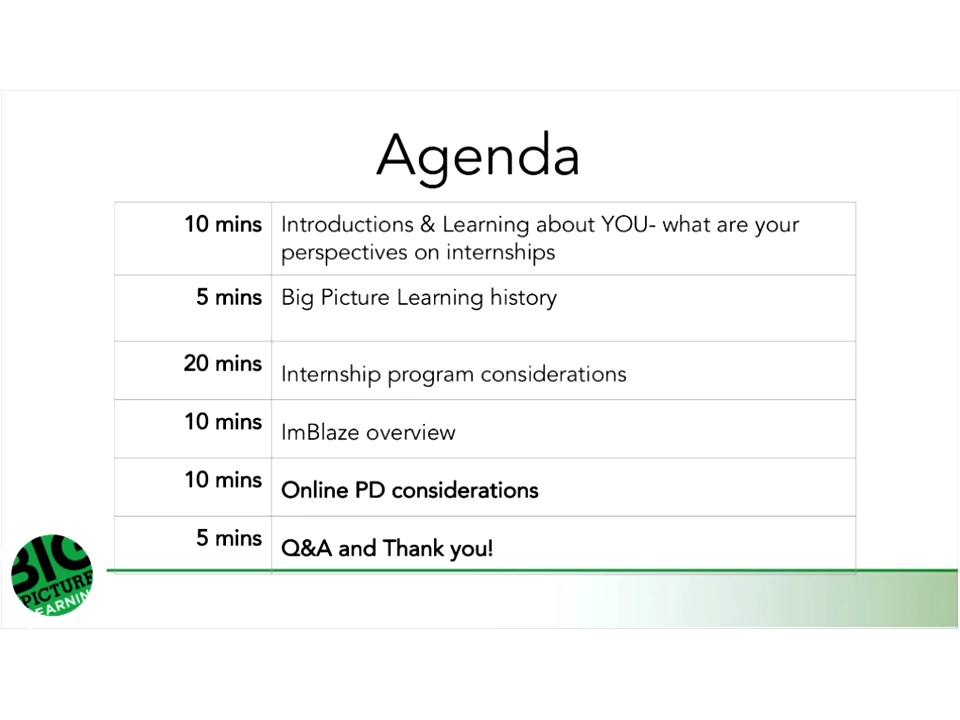 Agenda
10 mins Introductions & Learning about YOU- what are your
perspectives on internships
5 mins Big Picture Learning history
20 mins Internship program considerations
10 mins ImBlaze overview
10 mins Online PD considerations
5 mins Q&A and Thank you!
BIG
PICTURE
LEARNING